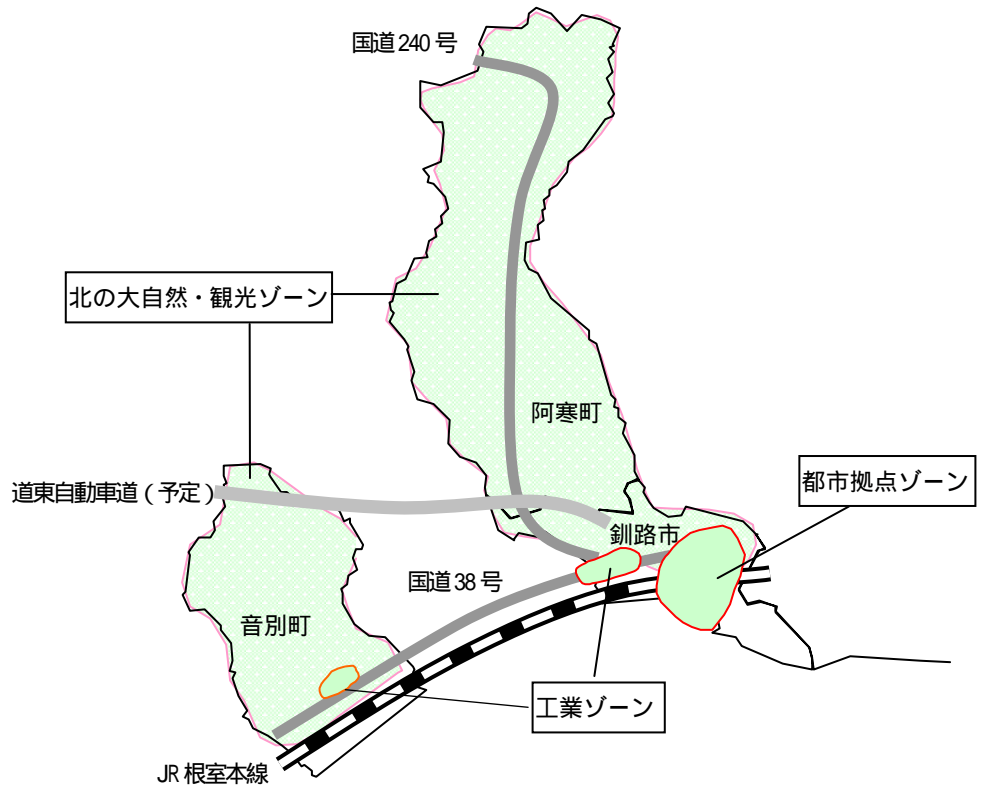 国道240号
北の大自然・観光ゾーン
阿寒町
道東自動車道（予定）
都市拠点ゾーン
釧路市
国道38号
音別町
工業ゾーン
JR根室本線